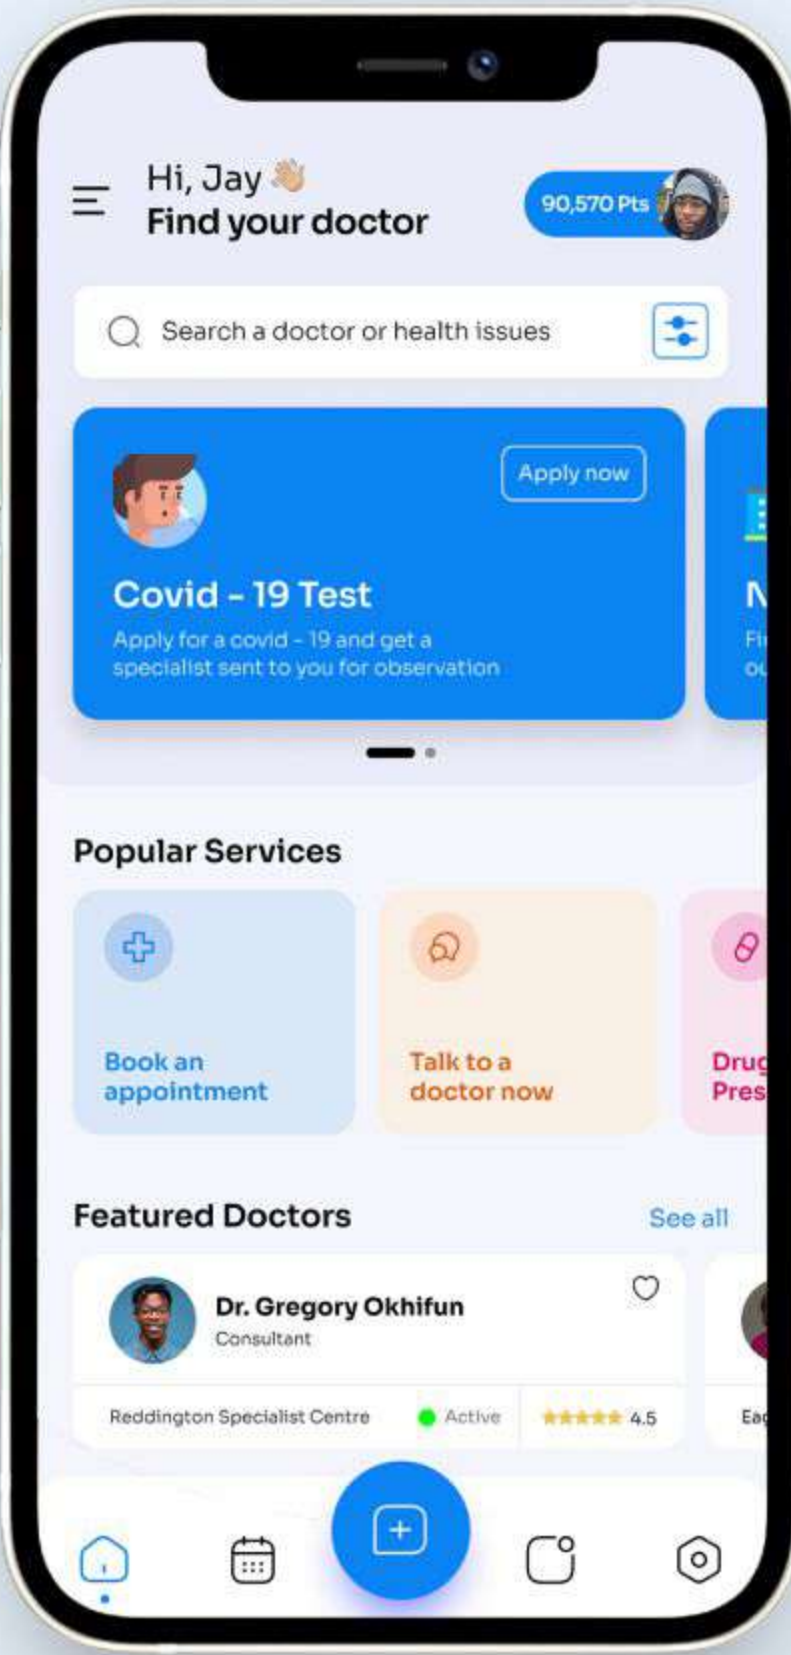 Hi, Jay 👋🏼
Find your doctor
90,570 Pts
Search a doctor or health issues
Apply now
Covid - 19 Test
Apply for a covid - 19 and get a
specialist sent to you for observation
Popular Services
Book an
appointment
Talk to a
doctor now
Drug
Pres
Featured Doctors
See all
Dr. Gregory Okhifun
Consultant
Reddington Specialist Centre
Active
4.5